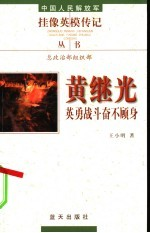 中国人民解放军
挂像英模传记
丛书
总政治部组织部
黄继光
英勇战斗奋不顾身
王小明 著
蓝天出版社